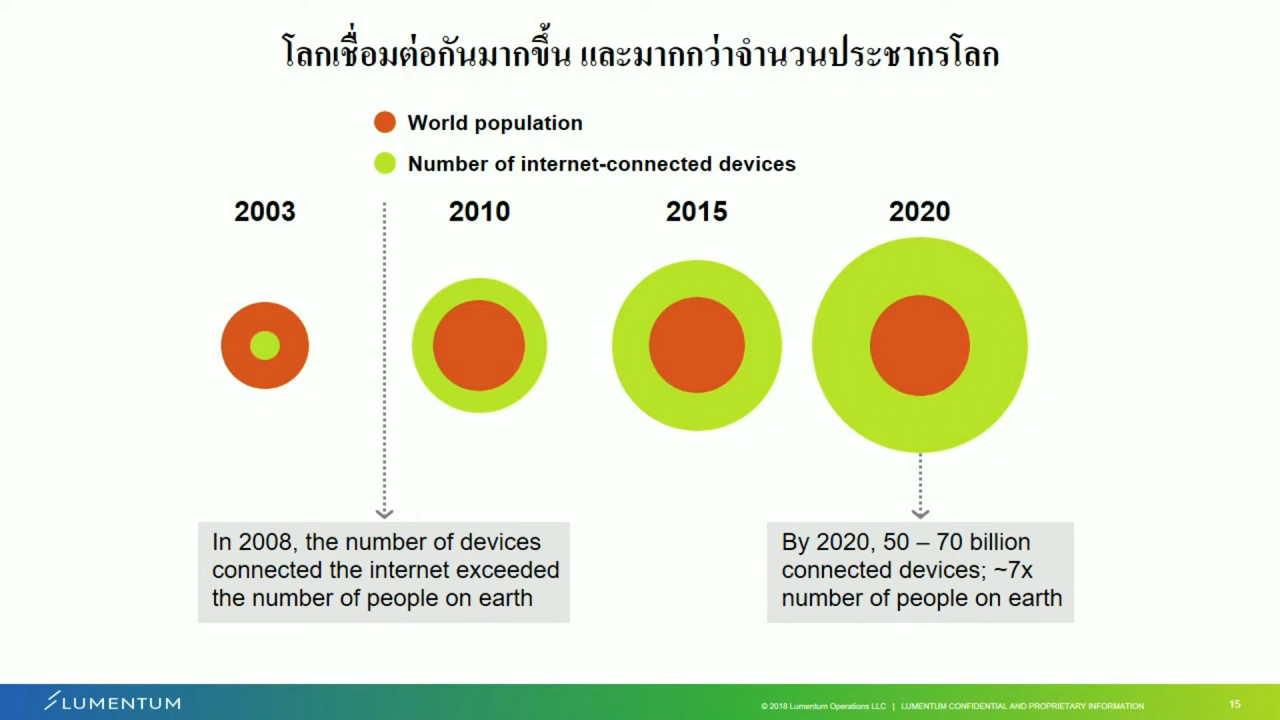 โลกเชื่อมต่อกันมากขึ้น และมากกว่าจำนวนประชากรโลก
World population
Number of internet-connected devices
2003 2010 2015 2020
In 2008, the number of devices
connected the internet exceeded
the number of people on earth
By 2020, 50 – 70 billion
connected devices; ~7x
number of people on earth
LUMENTUM
© 2018 Lumentum Operations LLC | LUMENTUM CONFIDENTIAL AND PROPRIETARY INFORMATION 15